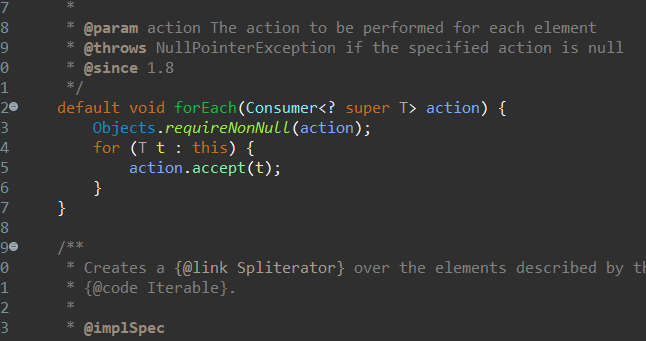 7 *
8 * @param action The action to be performed for each element
9 * @throws NullPointerException if the specified action is null
0 * @since 1.8
1 */
2 default void forEach(Consumer<? super T> action) {
3 Objects.requireNonNull(action);
4 for (T t : this) {
5 action.accept(t);
6 }
7 }
8
9 /**
0 * Creates a {@link Spliterator} over the elements described by th
1 * {@code Iterable}.
2 *
3 * @implSpec